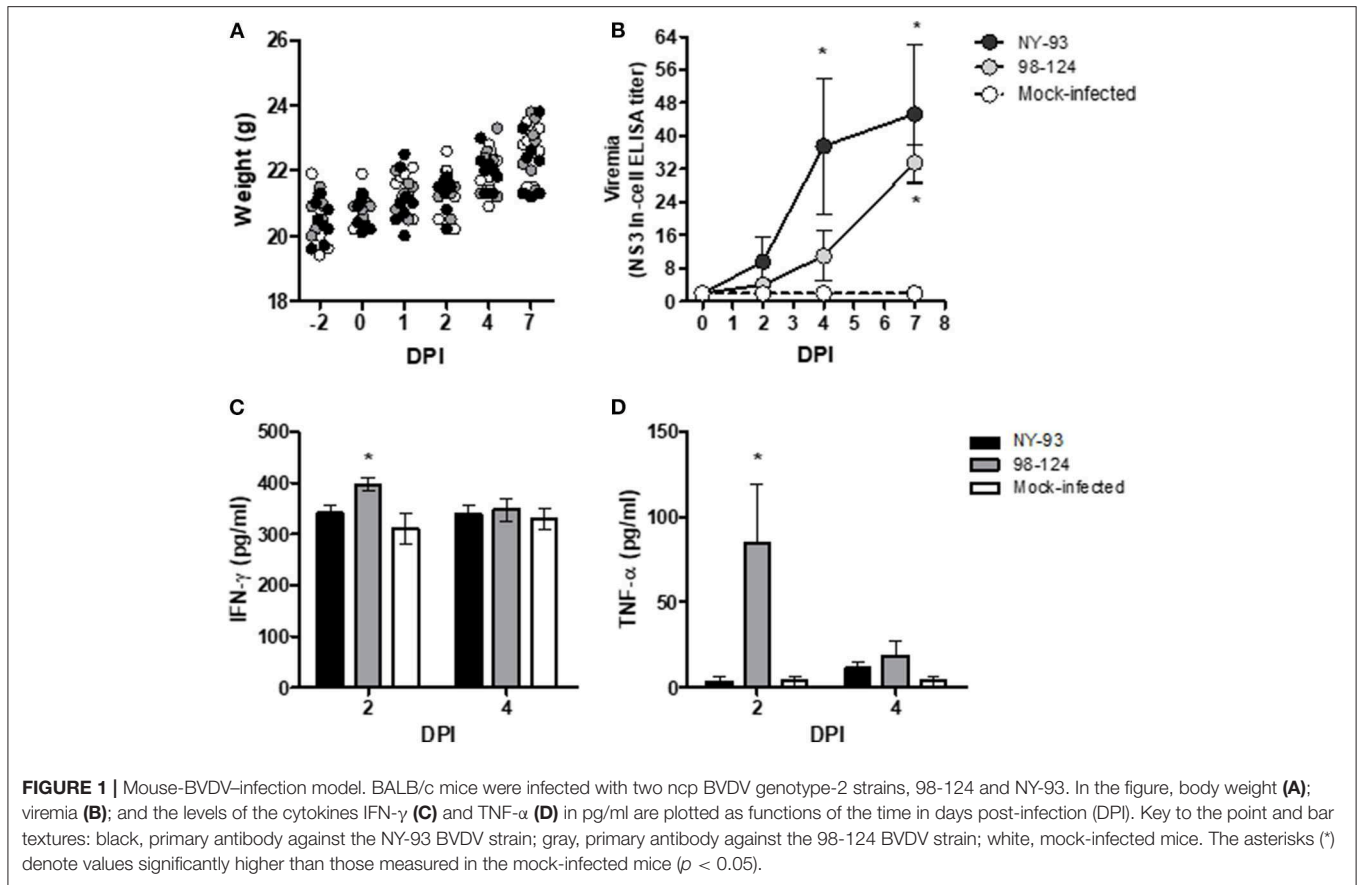 A
26
24
22
20
18
Weight (g)
-2 0 1 2 4 7
DPI
B
64
56
48
40
32
24
16
8
0
Viremia
(NS3 In-cell ELISA titer)
* *
*
0 1 2 3 4 5 6 7 8
DPI
NY-93
98-124
Mock-infected
C
500
400
300
200
100
0
IFN-γ (pg/ml)
*
2 4
DPI
D
150
100
50
0
TNF-α (pg/ml)
*
2 4
DPI
NY-93
98-124
Mock-infected
FIGURE 1 | Mouse-BVDV–infection model. BALB/c mice were infected with two ncp BVDV genotype-2 strains, 98-124 and NY-93. In the figure, body weight (A);
viremia (B); and the levels of the cytokines IFN-γ (C) and TNF-α (D) in pg/ml are plotted as functions of the time in days post-infection (DPI). Key to the point and bar
textures: black, primary antibody against the NY-93 BVDV strain; gray, primary antibody against the 98-124 BVDV strain; white, mock-infected mice. The asterisks (*)
denote values significantly higher than those measured in the mock-infected mice (p < 0.05).